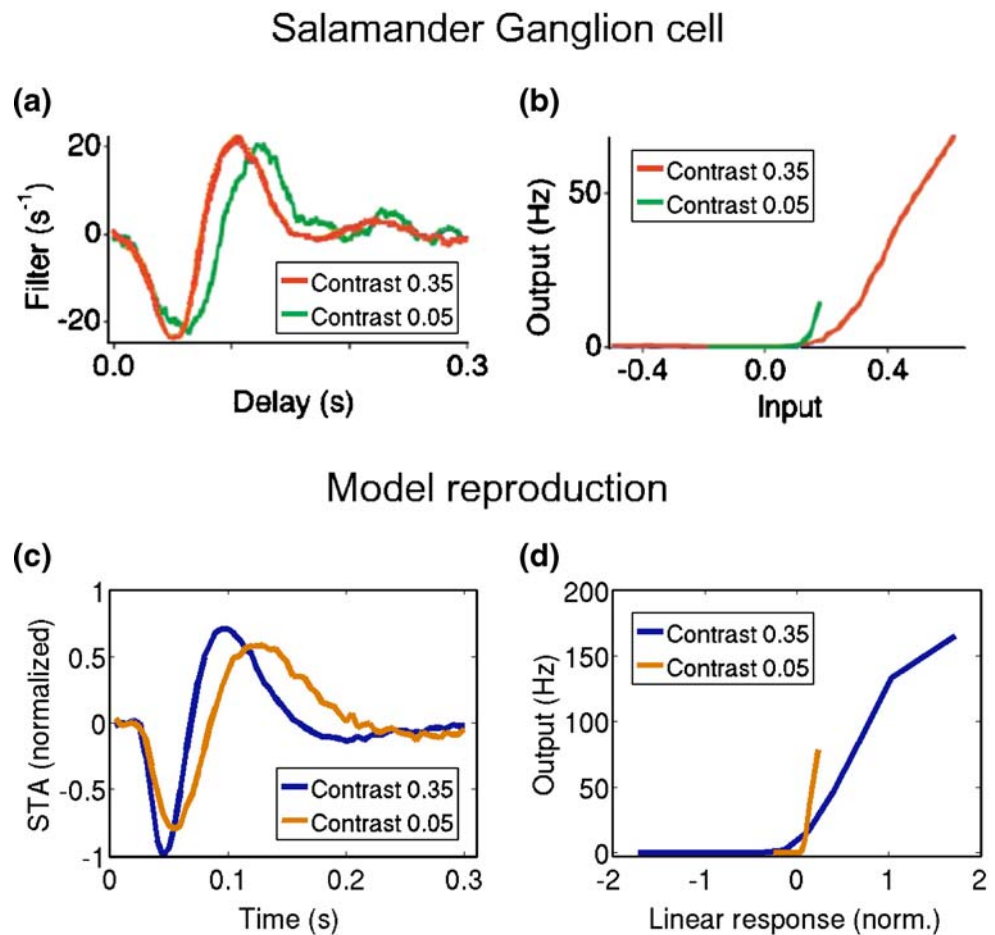 Salamander Ganglion cell
(a)
Filter (s⁻¹)
20
0
-20
Contrast 0.35
Contrast 0.05
0.0
0.3
Delay (s)
(b)
Output (Hz)
50
0
Contrast 0.35
Contrast 0.05
-0.4
0.0
0.4
Input
Model reproduction
(c)
STA (normalized)
1
0.5
0
-0.5
-1
Contrast 0.35
Contrast 0.05
0
0.1
0.2
0.3
Time (s)
(d)
Output (Hz)
200
150
100
50
0
Contrast 0.35
Contrast 0.05
-2
-1
0
1
2
Linear response (norm.)